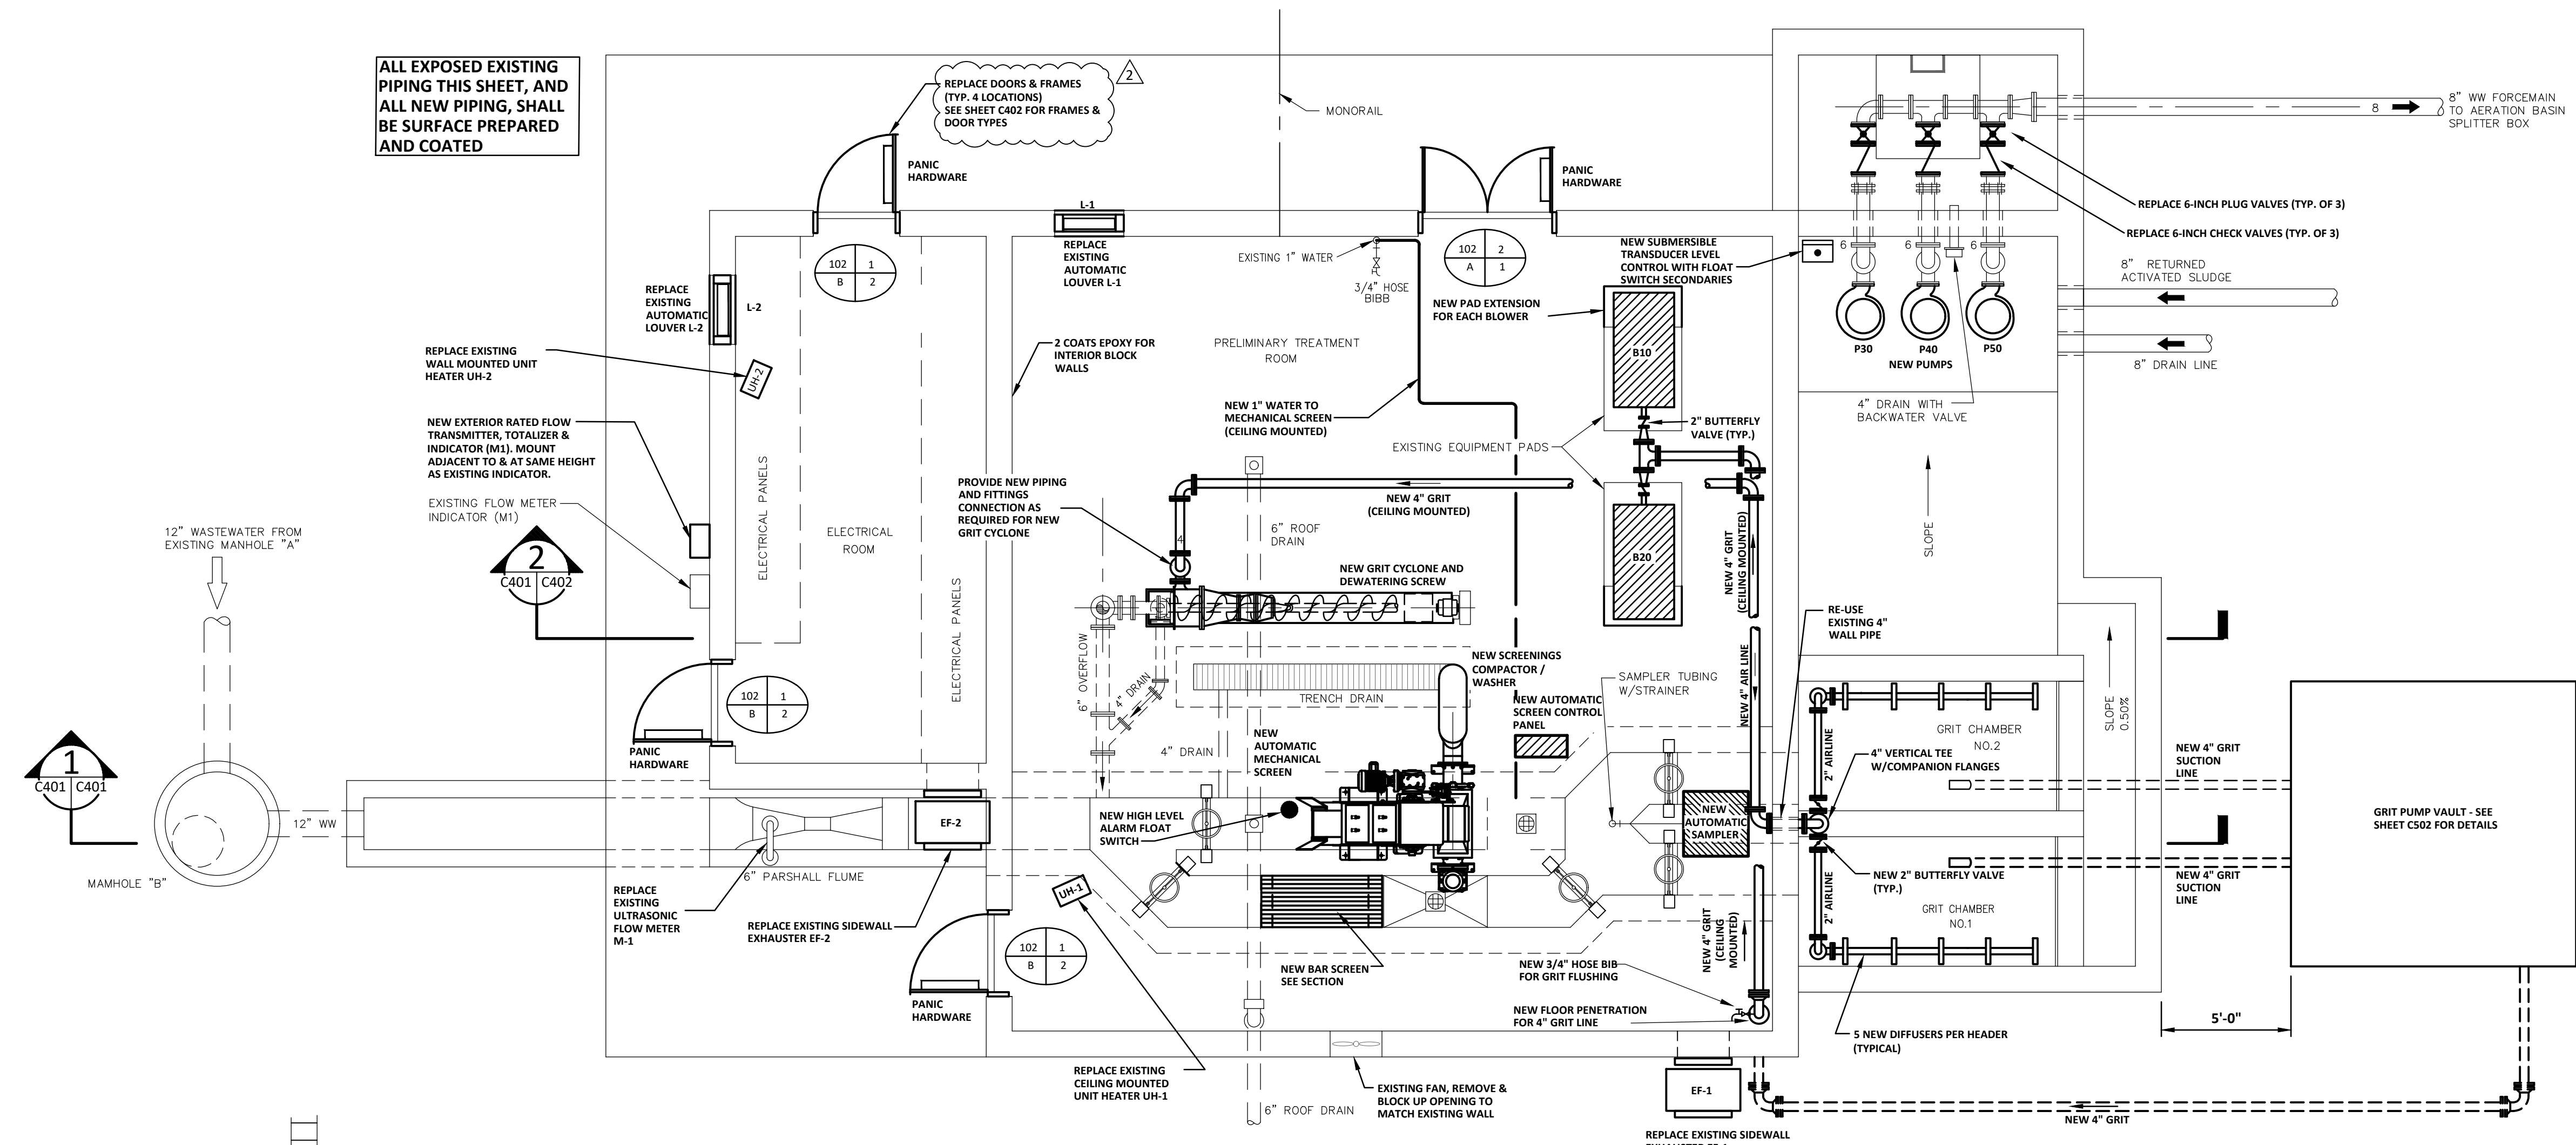 ALL EXPOSED EXISTING
PIPING THIS SHEET, AND
ALL NEW PIPING, SHALL
BE SURFACE PREPARED
AND COATED
REPLACE DOORS & FRAMES
(TYP. 4 LOCATIONS)
SEE SHEET C402 FOR FRAMES &
DOOR TYPES
2
MONORAIL
8
8" WW FORCEMAIN
TO AERATION BASIN
SPLITTER BOX
PANIC
HARDWARE
PANIC
HARDWARE
L-1
REPLACE
EXISTING
AUTOMATIC
LOUVER L-1
102
1
B
2
EXISTING 1" WATER
3/4" HOSE
BIBB
102
2
A
1
NEW SUBMERSIBLE
TRANSDUCER LEVEL
CONTROL WITH FLOAT
SWITCH SECONDARIES
6
6
6
REPLACE 6-INCH PLUG VALVES (TYP. OF 3)
REPLACE 6-INCH CHECK VALVES (TYP. OF 3)
8" RETURNED
ACTIVATED SLUDGE
REPLACE
EXISTING
AUTOMATIC
LOUVER L-2
L-2
NEW PAD EXTENSION
FOR EACH BLOWER
B10
P30
P40
P50
NEW PUMPS
8" DRAIN LINE
REPLACE EXISTING
WALL MOUNTED UNIT
HEATER UH-2
UH-2
2 COATS EPOXY FOR
INTERIOR BLOCK
WALLS
PRELIMINARY TREATMENT
ROOM
NEW 1" WATER TO
MECHANICAL SCREEN
(CEILING MOUNTED)
2" BUTTERFLY
VALVE (TYP.)
4" DRAIN WITH
BACKWATER VALVE
NEW EXTERIOR RATED FLOW
TRANSMITTER, TOTALIZER &
INDICATOR (M1). MOUNT
ADJACENT TO & AT SAME HEIGHT
AS EXISTING INDICATOR.
EXISTING EQUIPMENT PADS
EXISTING FLOW METER
INDICATOR (M1)
ELECTRICAL PANELS
ELECTRICAL
ROOM
ELECTRICAL PANELS
PROVIDE NEW PIPING
AND FITTINGS
CONNECTION AS
REQUIRED FOR NEW
GRIT CYCLONE
4
NEW 4" GRIT
(CEILING MOUNTED)
6" ROOF
DRAIN
B20
NEW 4" GRIT
(CEILING MOUNTED)
SLOPE
12" WASTEWATER FROM
EXISTING MANHOLE "A"
2
C401
C402
NEW GRIT CYCLONE AND
DEWATERING SCREW
RE-USE
EXISTING 4"
WALL PIPE
102
1
B
2
PANIC
HARDWARE
6" OVERFLOW
4" DRAIN
4" DRAIN
TRENCH DRAIN
NEW SCREENINGS
COMPACTOR /
WASHER
NEW AUTOMATIC
SCREEN CONTROL
PANEL
SAMPLER TUBING
W/STRAINER
NEW 4" AIR LINE
2" AIRLINE
GRIT CHAMBER
NO.2
SLOPE
0.50%
4" VERTICAL TEE
W/COMPANION FLANGES
NEW 4" GRIT
SUCTION
LINE
1
C401
C401
MAMHOLE "B"
12" WW
6" PARSHALL FLUME
EF-2
NEW
AUTOMATIC
MECHANICAL
SCREEN
NEW HIGH LEVEL
ALARM FLOAT
SWITCH
NEW
AUTOMATIC
SAMPLER
GRIT PUMP VAULT - SEE
SHEET C502 FOR DETAILS
NEW 2" BUTTERFLY VALVE
(TYP.)
2" AIRLINE
GRIT CHAMBER
NO.1
NEW 4" GRIT
SUCTION
LINE
REPLACE
EXISTING
ULTRASONIC
FLOW METER
M-1
REPLACE EXISTING SIDEWALL
EXHAUSTER EF-2
UH-1
102
1
B
2
PANIC
HARDWARE
NEW BAR SCREEN
SEE SECTION
NEW 4" GRIT
(CEILING
MOUNTED)
NEW 3/4" HOSE BIB
FOR GRIT FLUSHING
NEW FLOOR PENETRATION
FOR 4" GRIT LINE
5 NEW DIFFUSERS PER HEADER
(TYPICAL)
5'-0"
REPLACE EXISTING
CEILING MOUNTED
UNIT HEATER UH-1
6" ROOF DRAIN
EXISTING FAN, REMOVE &
BLOCK UP OPENING TO
MATCH EXISTING WALL
EF-1
NEW 4" GRIT
REPLACE EXISTING SIDEWALL